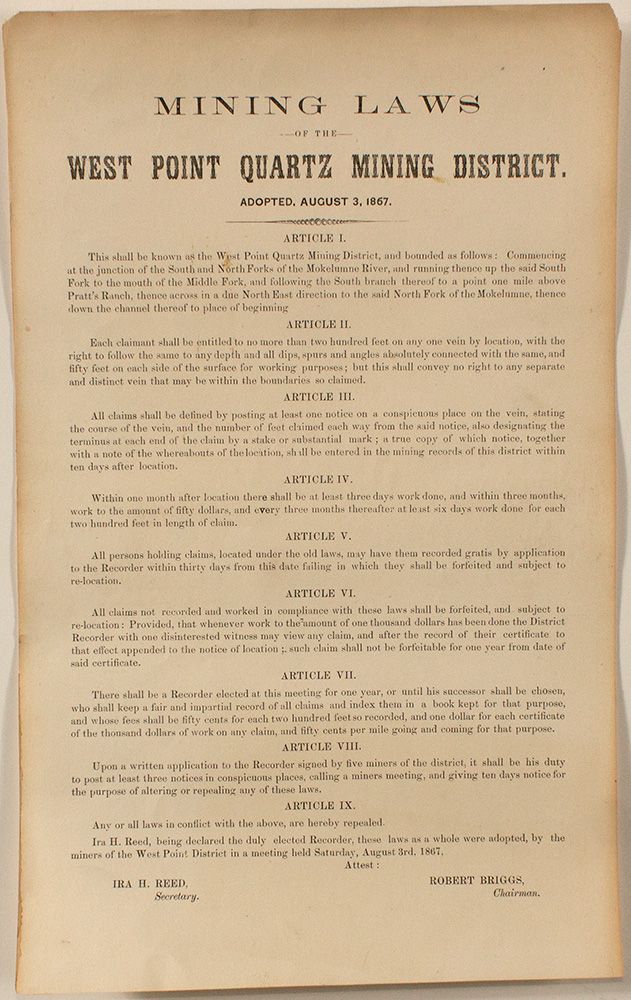 MINING LAWS
—OF THE—
WEST POINT QUARTZ MINING DISTRICT.
ADOPTED, AUGUST 3, 1867.
ARTICLE I.
This shall be known as the West Point Quartz Mining District, and bounded as follows : Commencing
at the junction of the South and North Forks of the Mokelumne River, and running thence up the said South
Fork to the mouth of the Middle Fork, and following the South branch thereof to a point one mile above
Pratt's Ranch, thence across in a due North East direction to the said North Fork of the Mokelumne, thence
down the channel thereof to place of beginning
ARTICLE II.
Each claimant shall be entitled to no more than two hundred feet on any one vein by location, with the
right to follow the same to any depth and all dips, spurs and angles absolutely connected with the same, and
fifty feet on each side of the surface for working purposes ; but this shall convey no right to any separate
and distinct vein that may be within the boundaries so claimed.
ARTICLE III.
All claims shall be defined by posting at least one notice on a conspicuous place on the vein, stating
the course of the vein, and the number of feet claimed each way from the said notice, also designating the
terminus at each end of the claim by a stake or substantial mark ; a true copy of which notice, together
with a note of the whereabouts of the location, shall be entered in the mining records of this district within
ten days after location.
ARTICLE IV.
Within one month after location there shall be at least three days work done, and within three months,
work to the amount of fifty dollars, and every three months thereafter at least six days work done for each
two hundred feet in length of claim.
ARTICLE V.
All persons holding claims, located under the old laws, may have them recorded gratis by application
to the Recorder within thirty days from this date failing in which they shall be forfeited and subject to
re-location.
ARTICLE VI.
All claims not recorded and worked in compliance with these laws shall be forfeited, and subject to
re-location : Provided, that whenever work to the amount of one thousand dollars has been done the District
Recorder with one disinterested witness may view any claim, and after the record of their certificate to
that effect appended to the notice of location ; such claim shall not be forfeitable for one year from date of
said certificate.
ARTICLE VII.
There shall be a Recorder elected at this meeting for one year, or until his successor shall be chosen,
who shall keep a fair and impartial record of all claims and index them in a book kept for that purpose,
and whose fees shall be fifty cents for each two hundred feet so recorded, and one dollar for each certificate
of the thousand dollars of work on any claim, and fifty cents per mile going and coming for that purpose.
ARTICLE VIII.
Upon a written application to the Recorder signed by five miners of the district, it shall be his duty
to post at least three notices in conspicuous places, calling a miners meeting, and giving ten days notice for
the purpose of altering or repealing any of these laws.
ARTICLE IX.
Any or all laws in conflict with the above, are hereby repealed.
Ira H. Reed, being declared the duly elected Recorder, these laws as a whole were adopted, by the
miners of the West Point District in a meeting held Saturday, August 3rd, 1867.
Attest :
IRA H. REED, ROBERT BRIGGS,
Secretary. Chairman.